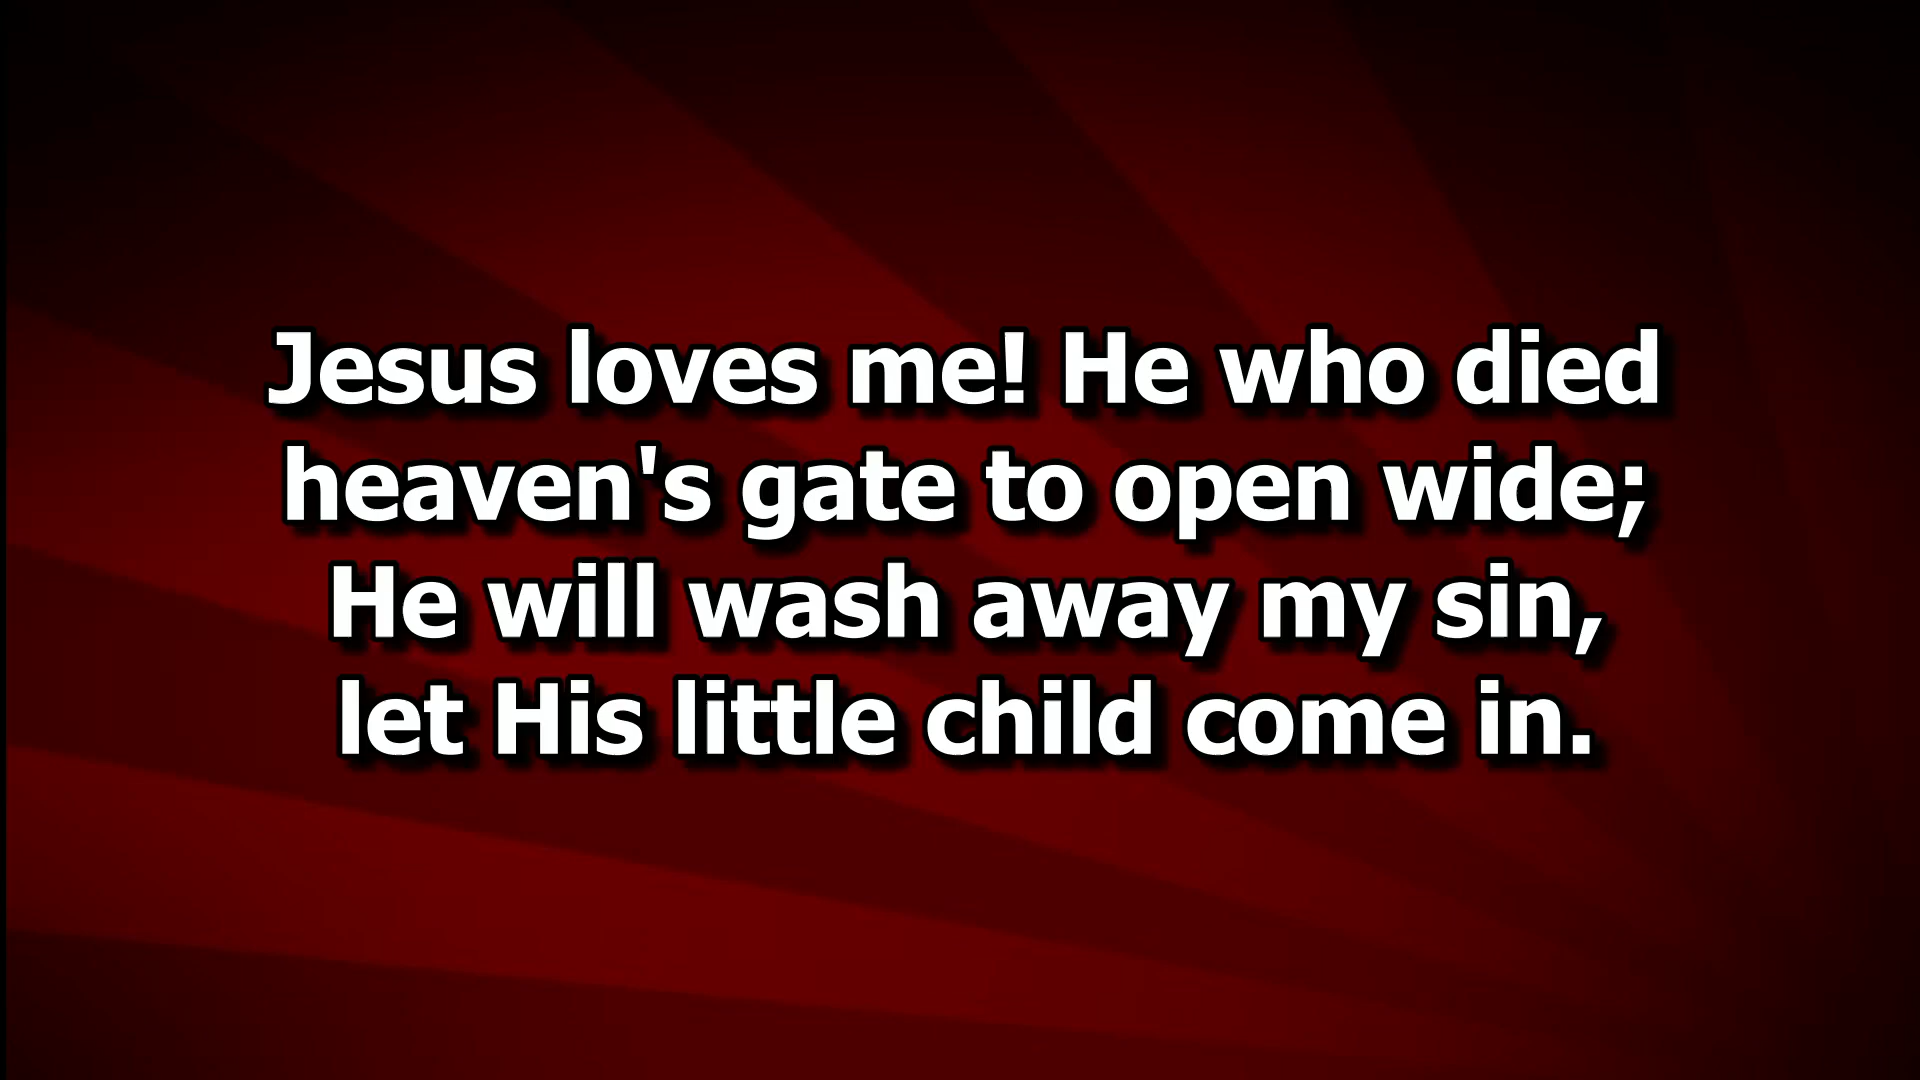 Jesus loves me! He who died
heaven's gate to open wide;
He will wash away my sin,
let His little child come in.